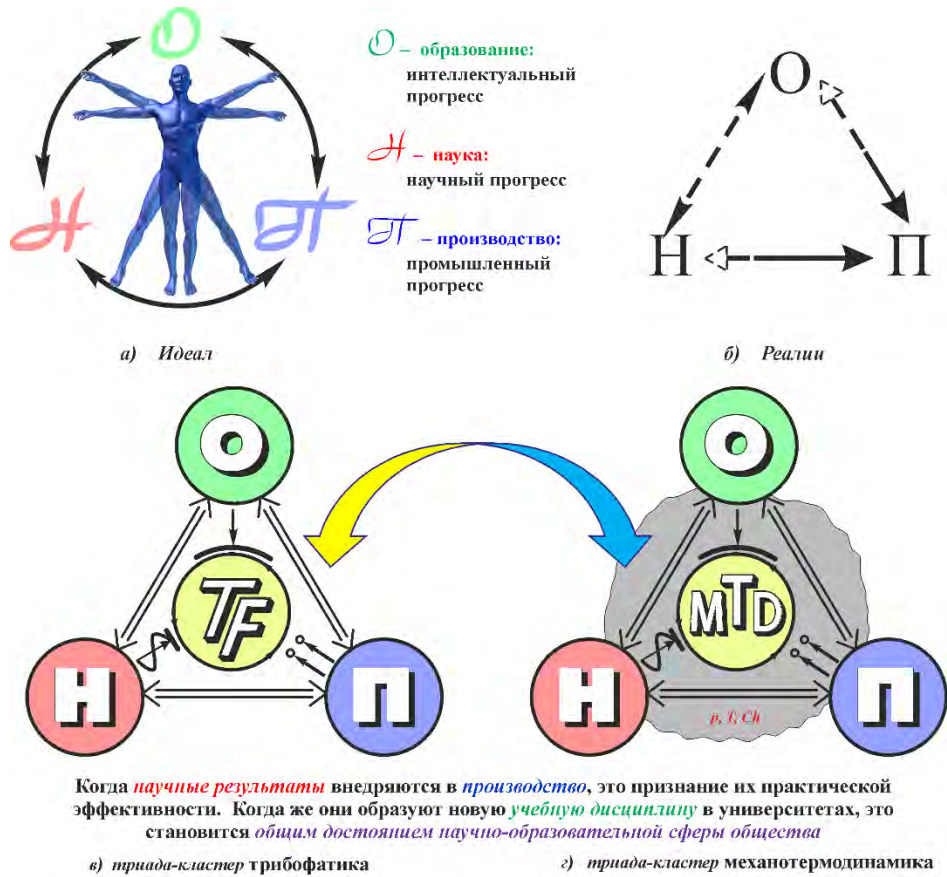 О
Н
П
О – образование:
интеллектуальный
прогресс
Н – наука:
научный прогресс
П – производство:
промышленный
прогресс
О
Н
П
а) Идеал
б) Реалии
О
TF
Н
П
О
MTD
Н
П
p, T, Ch
Когда научные результаты внедряются в производство, это признание их практической
эффективности. Когда же они образуют новую учебную дисциплину в университетах, это
становится общим достоянием научно-образовательной сферы общества
в) триада-кластер трибофатика
г) триада-кластер механотермодинамика